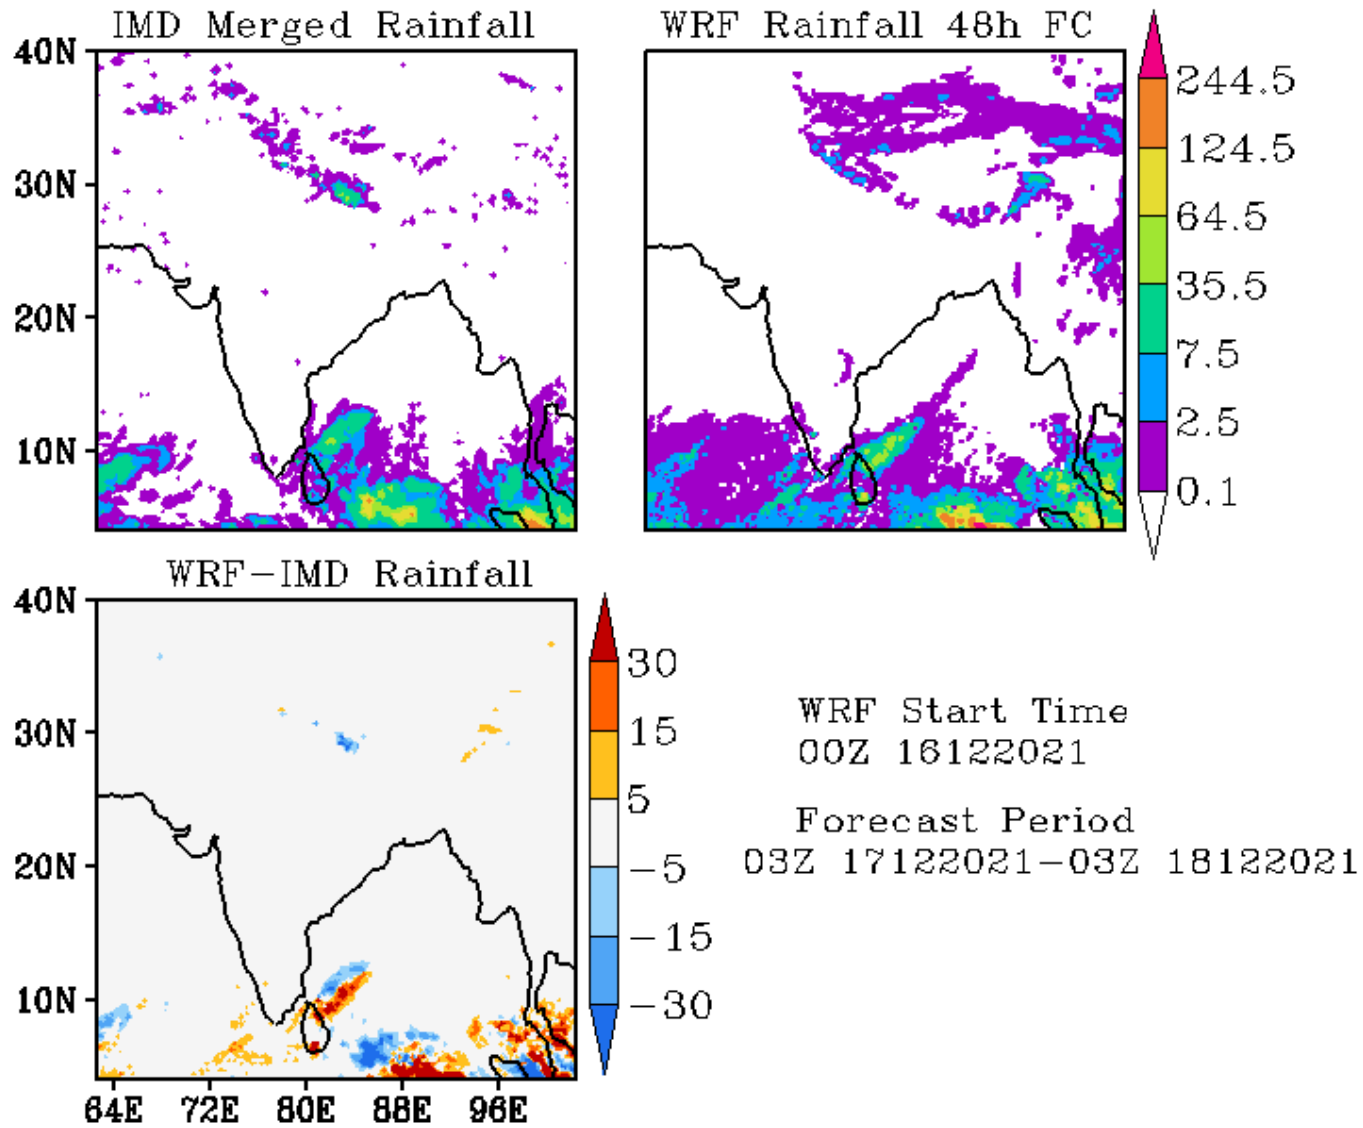 IMD Merged Rainfall
WRF Rainfall 48h FC
40N
30N
20N
10N
244.5
124.5
64.5
35.5
7.5
2.5
0.1
WRF-IMD Rainfall
40N
30N
20N
10N
64E 72E 80E 88E 96E
30
15
5
-5
-15
-30
WRF Start Time
00Z 16122021
Forecast Period
03Z 17122021-03Z 18122021